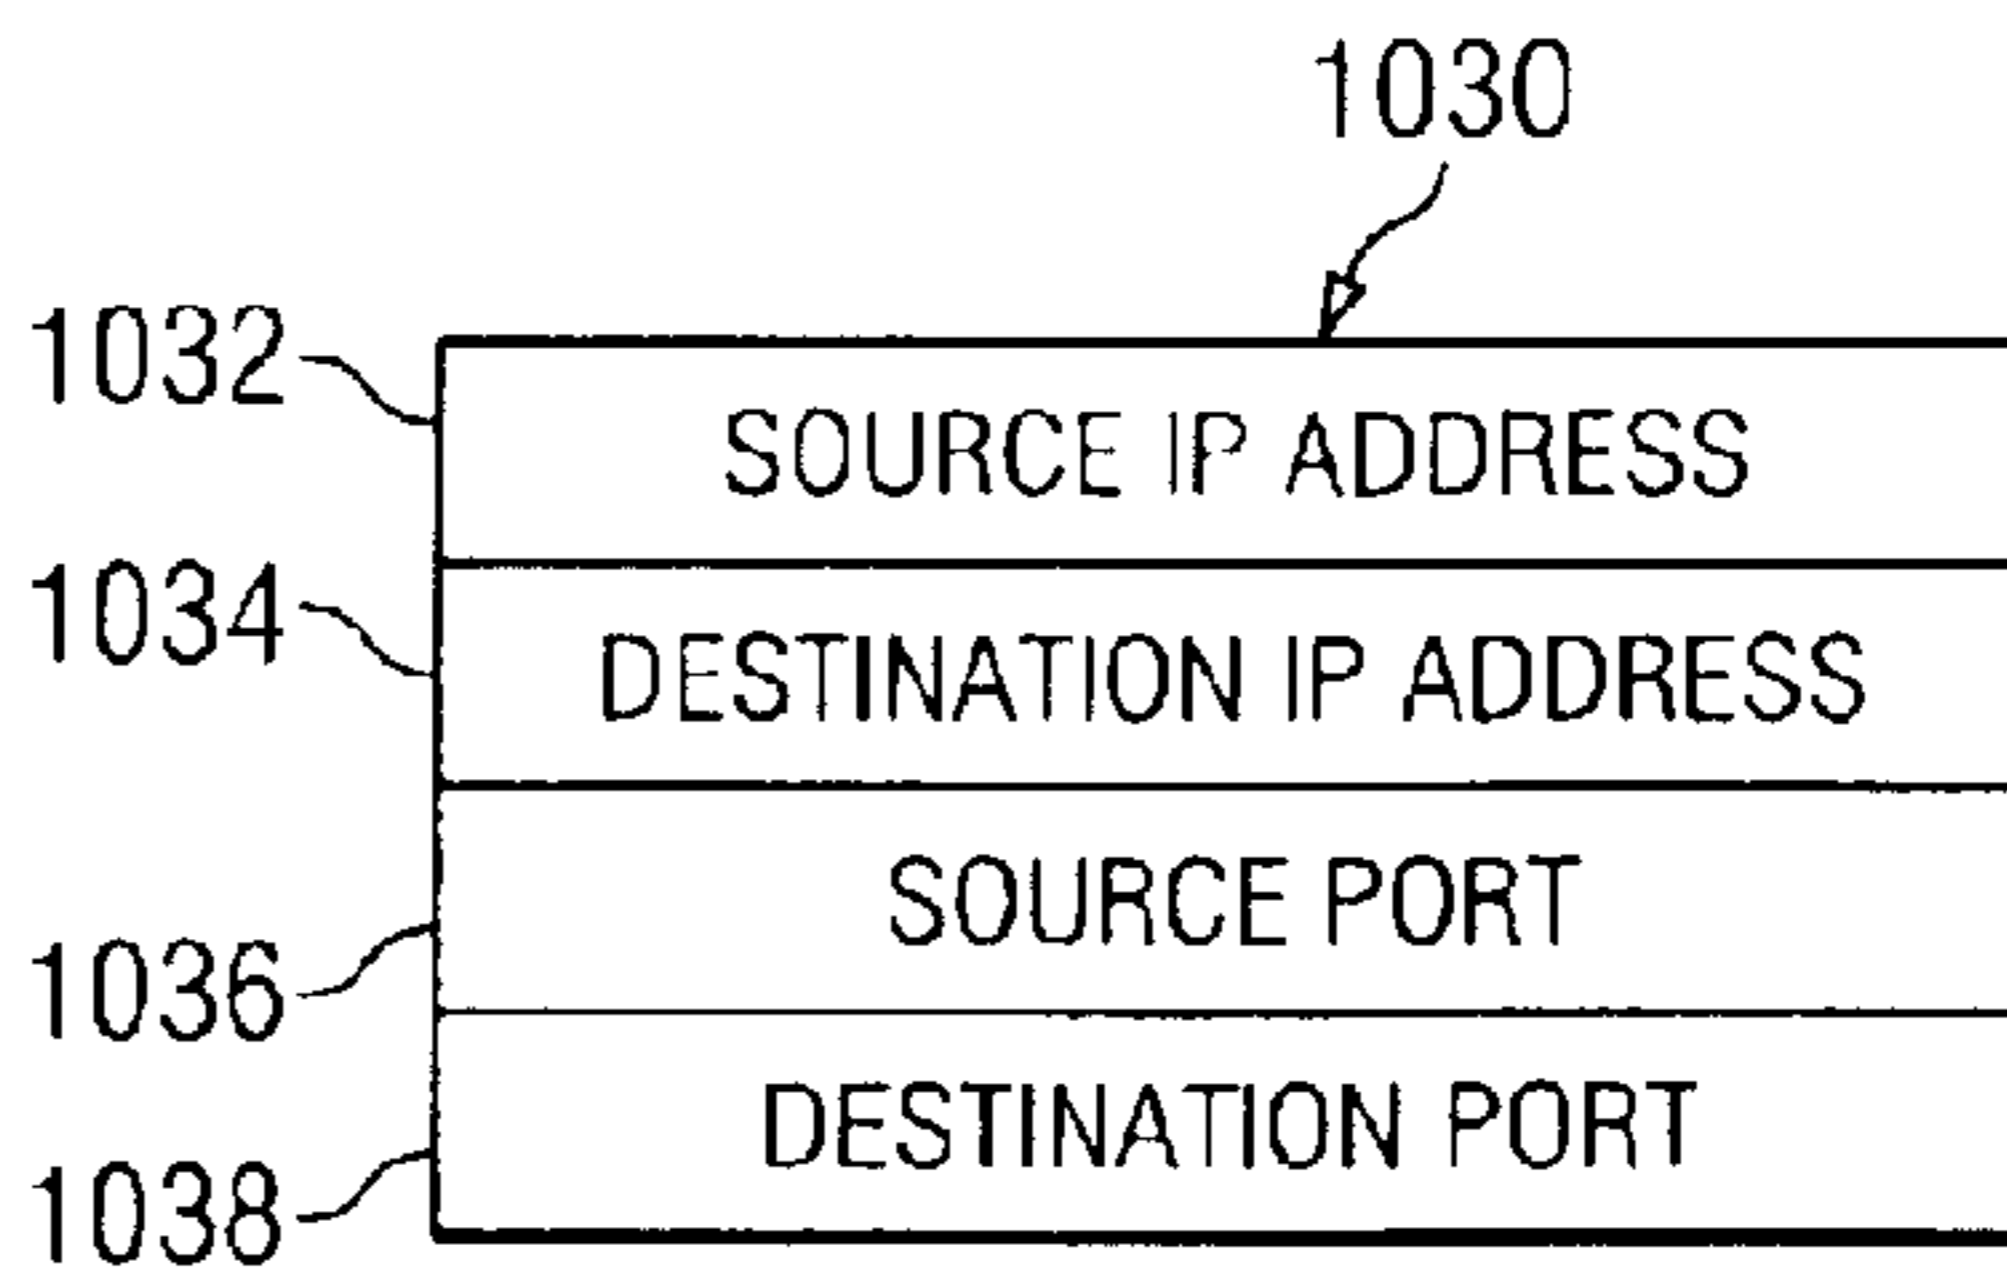 1030
1032
SOURCE IP ADDRESS
1034
DESTINATION IP ADDRESS
SOURCE PORT
1036
DESTINATION PORT
1038